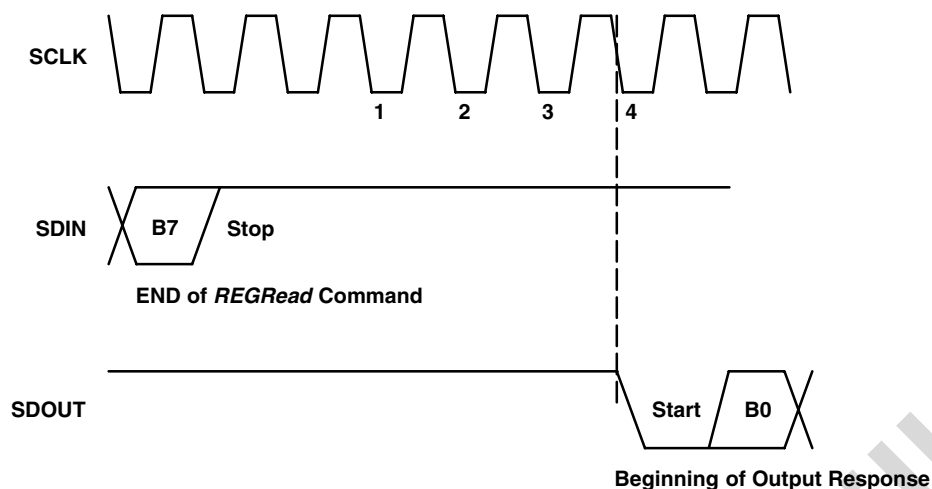 SCLK
1 2 3 4
SDIN
B7 Stop
END of REGRead Command
SDOUT
Start B0
Beginning of Output Response